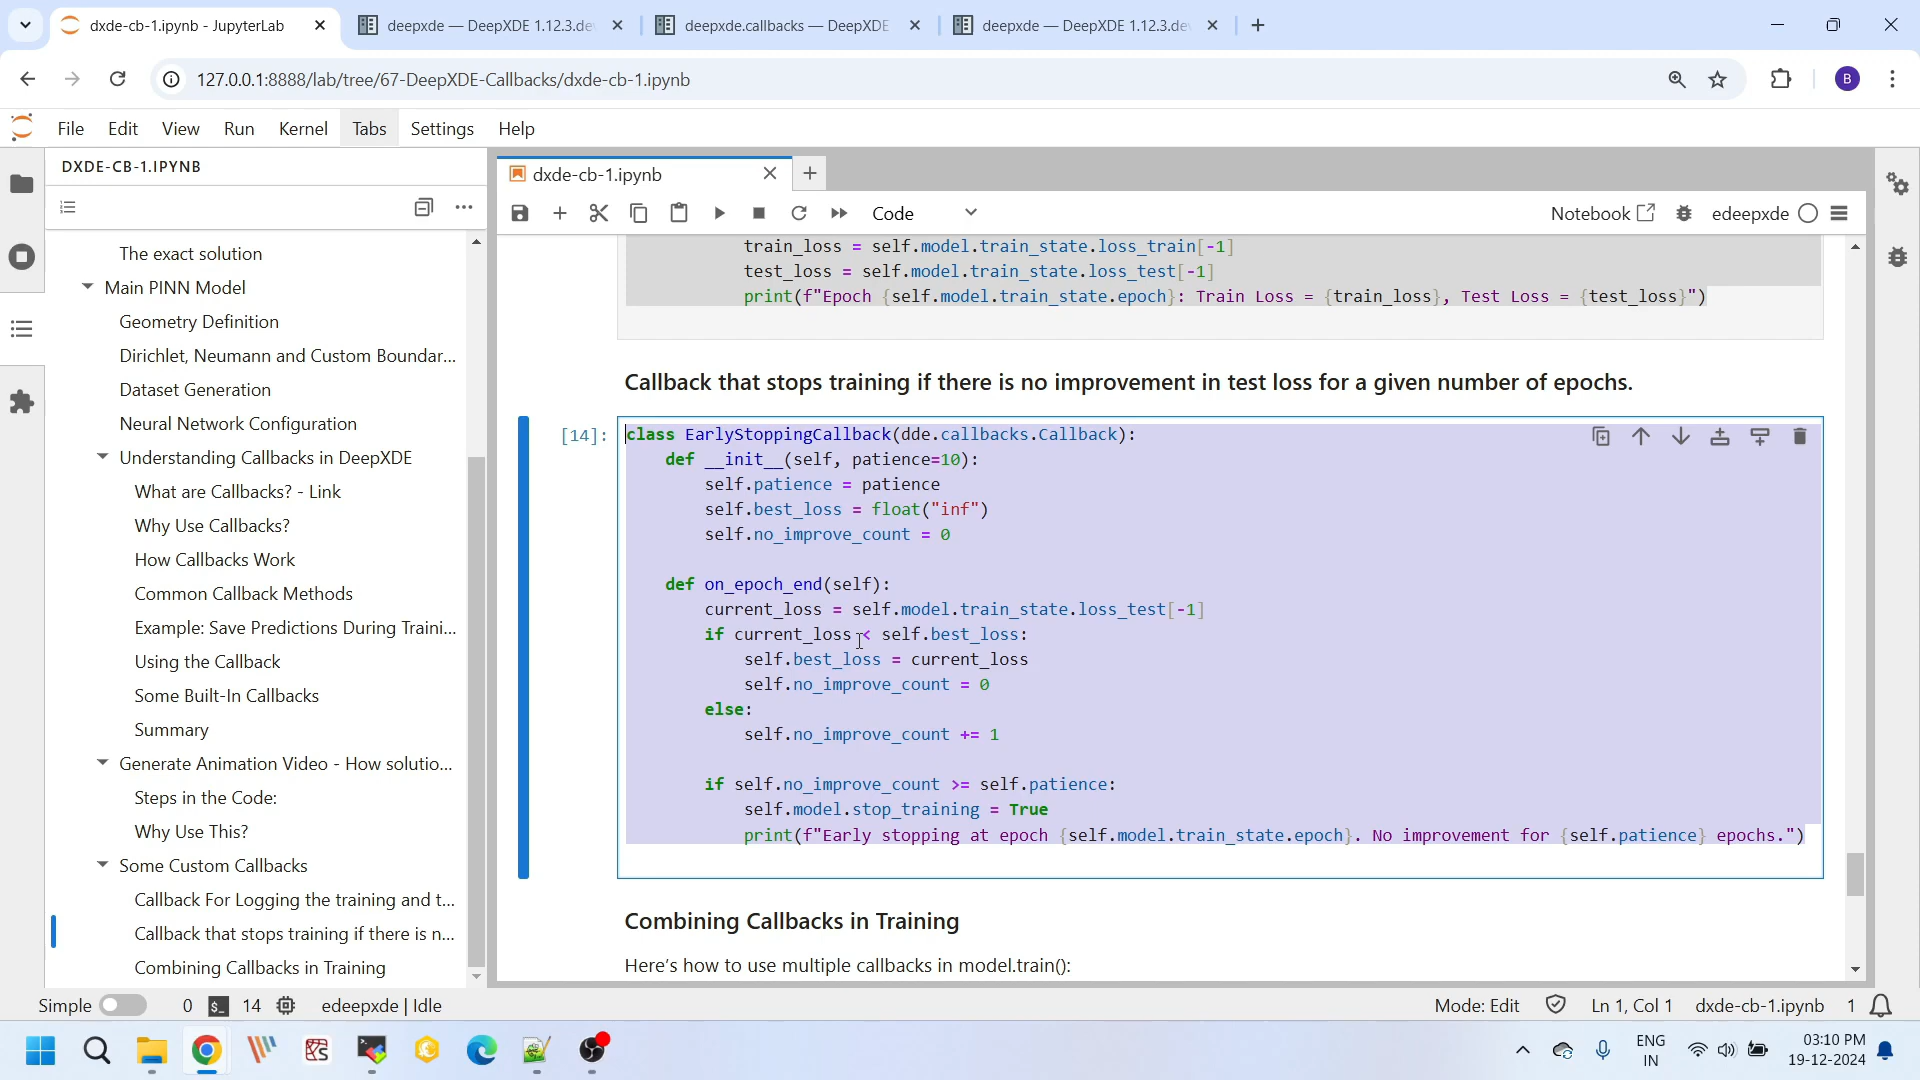 dxde-cb-1.ipynb - JupyterLab
deepxde — DeepXDE 1.12.3.de
deepxde.callbacks — DeepXDE
deepxde — DeepXDE 1.12.3.de
127.0.0.1:8888/lab/tree/67-DeepXDE-Callbacks/dxde-cb-1.ipynb
B
File Edit View Run Kernel Tabs Settings Help
DXDE-CB-1.IPYNB
dxde-cb-1.ipynb
Code
Notebook
edeepxde
The exact solution
Main PINN Model
Geometry Definition
Dirichlet, Neumann and Custom Boundar...
Dataset Generation
Neural Network Configuration
Understanding Callbacks in DeepXDE
What are Callbacks? - Link
Why Use Callbacks?
How Callbacks Work
Common Callback Methods
Example: Save Predictions During Traini...
Using the Callback
Some Built-In Callbacks
Summary
Generate Animation Video - How solutio...
Steps in the Code:
Why Use This?
Some Custom Callbacks
Callback For Logging the training and t...
Callback that stops training if there is n...
Combining Callbacks in Training
train_loss = self.model.train_state.loss_train[-1]
test_loss = self.model.train_state.loss_test[-1]
print(f"Epoch {self.model.train_state.epoch}: Train Loss = {train_loss}, Test Loss = {test_loss}")
Callback that stops training if there is no improvement in test loss for a given number of epochs.
[14]:
class EarlyStoppingCallback(dde.callbacks.Callback):
def __init__(self, patience=10):
self.patience = patience
self.best_loss = float("inf")
self.no_improve_count = 0
def on_epoch_end(self):
current_loss = self.model.train_state.loss_test[-1]
if current_loss < self.best_loss:
self.best_loss = current_loss
self.no_improve_count = 0
else:
self.no_improve_count += 1
if self.no_improve_count >= self.patience:
self.model.stop_training = True
print(f"Early stopping at epoch {self.model.train_state.epoch}. No improvement for {self.patience} epochs.")
Combining Callbacks in Training
Here's how to use multiple callbacks in model.train():
Simple 0 14 edeepxde | Idle
Mode: Edit Ln 1, Col 1 dxde-cb-1.ipynb 1
ENG
IN
03:10 PM
19-12-2024